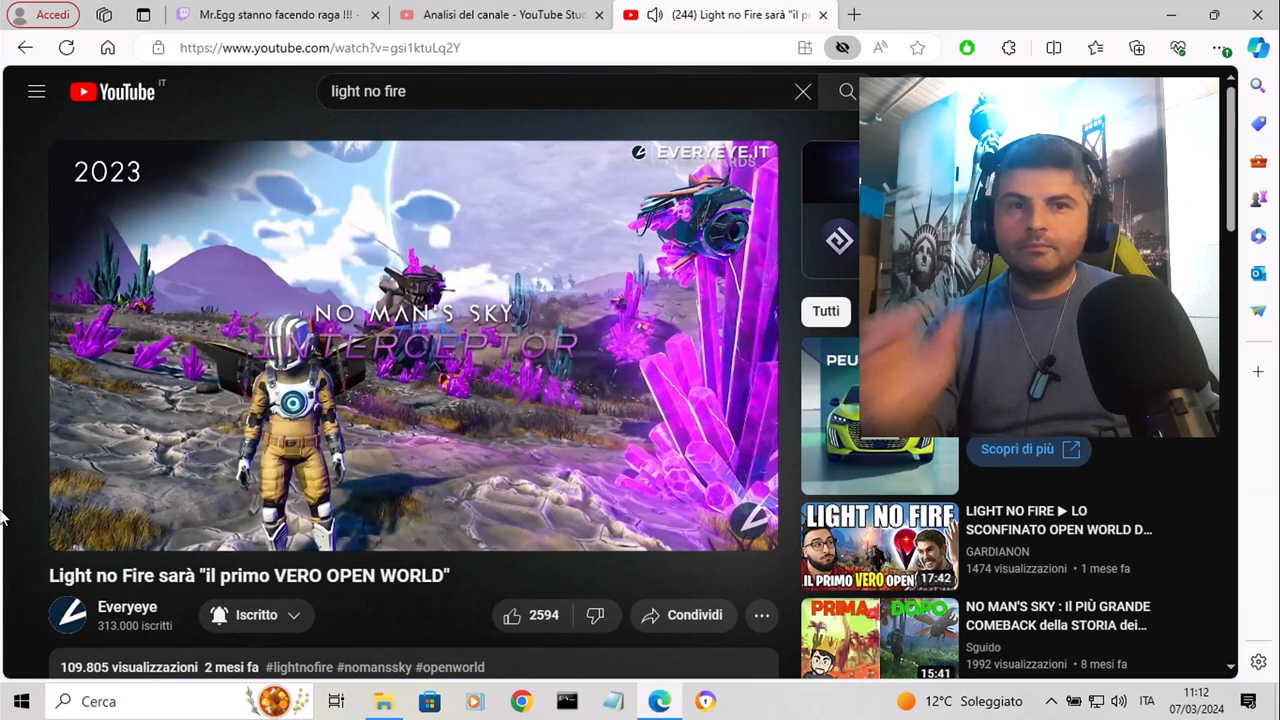 Accedi
Mr.Egg stanno facendo raga !!! -
Analisi del canale - YouTube Stuc
(244) Light no Fire sarà "il p
https://www.youtube.com/watch?v=gsi1ktuLq2Y
YouTube IT
light no fire
2023
EVERYEYE.IT
NO MAN'S SKY
INTERCEPTOR
Tutti
PEU
Scopri di più
LIGHT NO FIRE
IL PRIMO VERO OPEN
17:42
LIGHT NO FIRE ▶ LO
SCONFINATO OPEN WORLD D...
GARDIANON
1474 visualizzazioni • 1 mese fa
Light no Fire sarà "il primo VERO OPEN WORLD"
Everyeye
313.000 iscritti
Iscritto
2594
Condividi
PRIMA DOPO
15:41
NO MAN'S SKY : Il PIÙ GRANDE
COMEBACK della STORIA dei...
Sguido
1992 visualizzazioni • 8 mesi fa
109.805 visualizzazioni 2 mesi fa #lightnofire #nomanssky #openworld
Cerca
12°C Soleggiato
ITA
11:12
07/03/2024